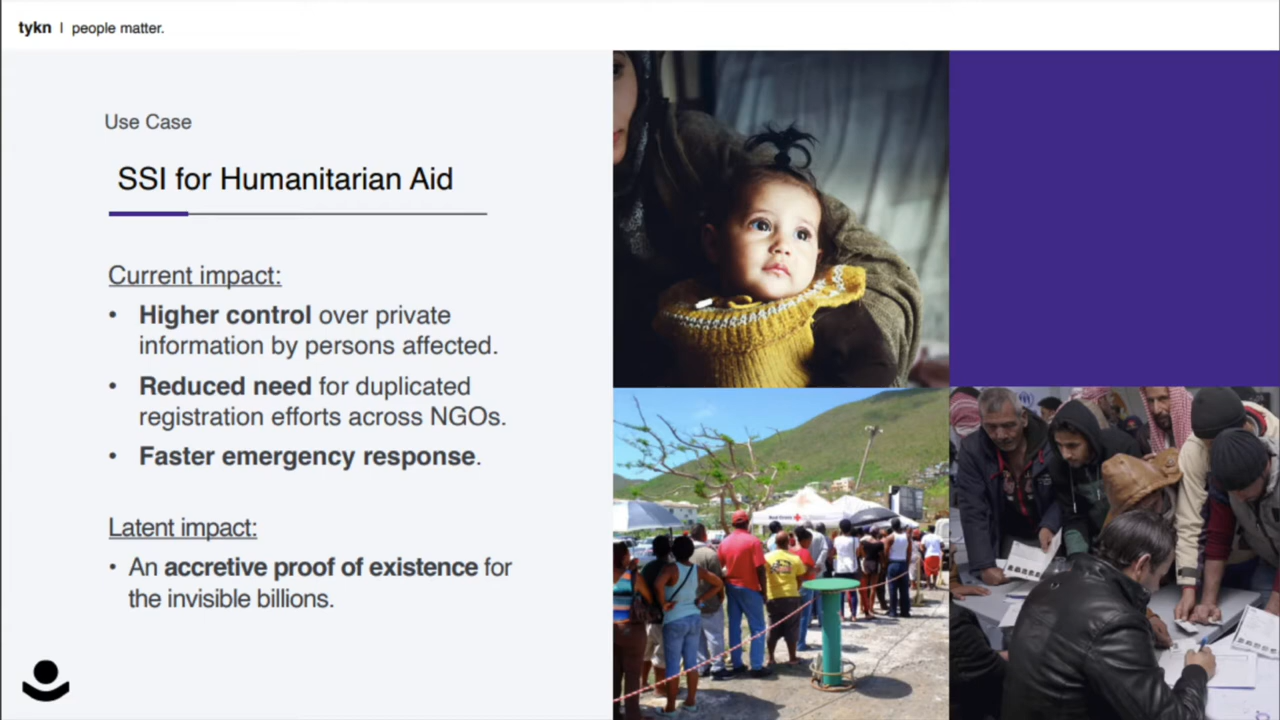 tykn | people matter.
Use Case
SSI for Humanitarian Aid
Current impact:
• Higher control over private
information by persons affected.
• Reduced need for duplicated
registration efforts across NGOs.
• Faster emergency response.
Latent impact:
• An accretive proof of existence for
the invisible billions.